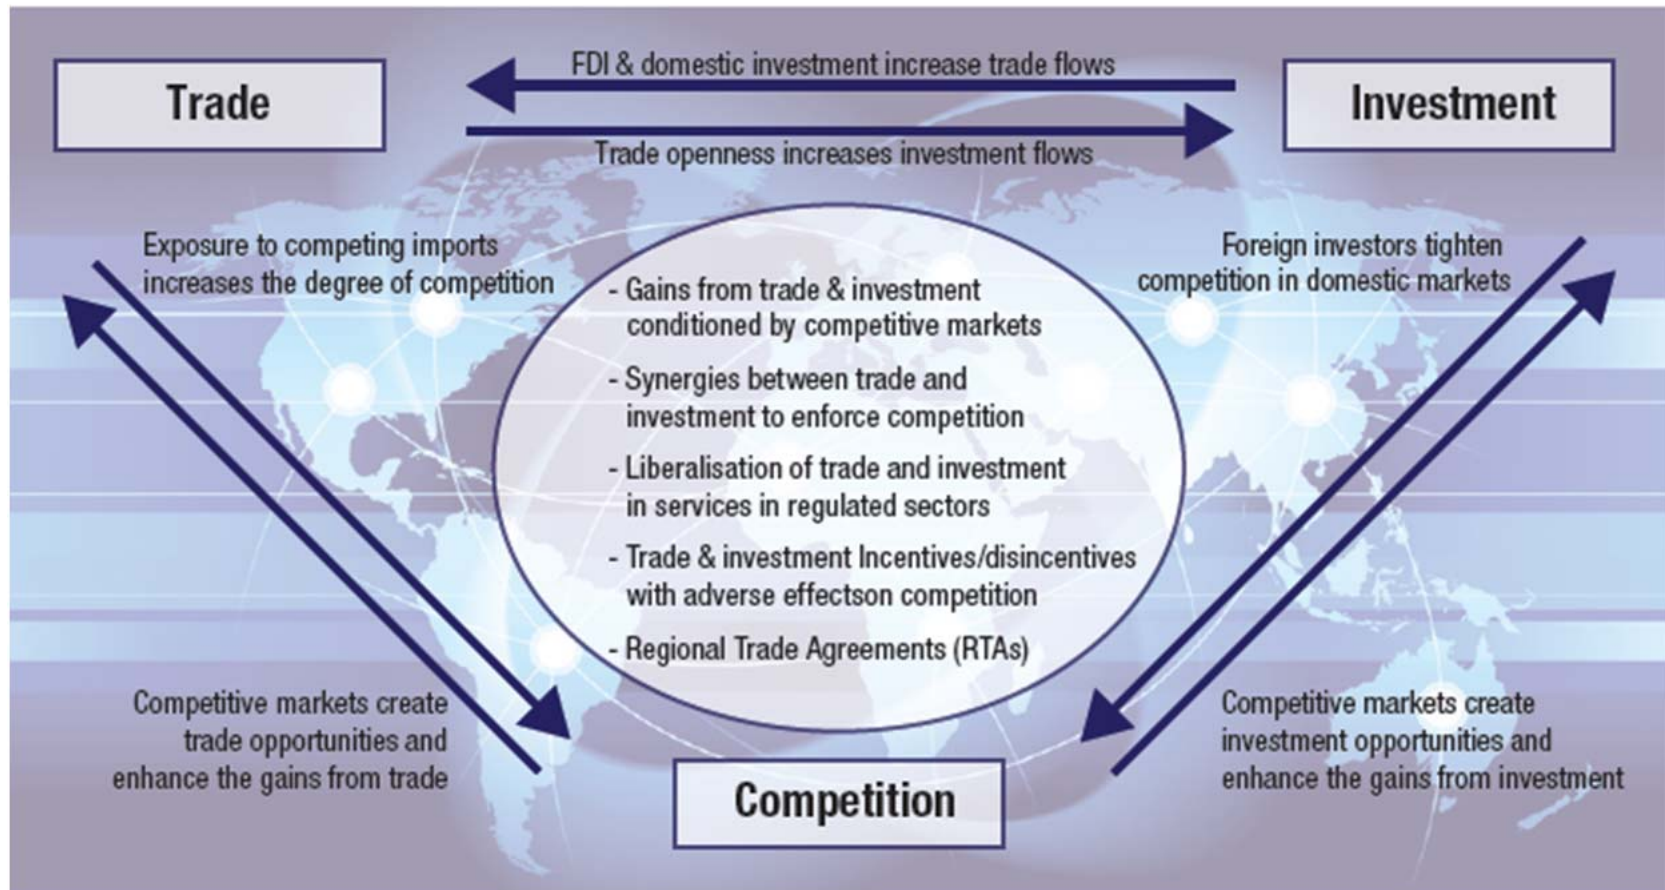 Trade
FDI & domestic investment increase trade flows
Investment
Trade openness increases investment flows
Exposure to competing imports
increases the degree of competition
Foreign investors tighten
competition in domestic markets
- Gains from trade & investment
conditioned by competitive markets
- Synergies between trade and
investment to enforce competition
- Liberalisation of trade and investment
in services in regulated sectors
- Trade & investment Incentives/disincentives
with adverse effectson competition
- Regional Trade Agreements (RTAs)
Competitive markets create
trade opportunities and
enhance the gains from trade
Competitive markets create
investment opportunities and
enhance the gains from investment
Competition